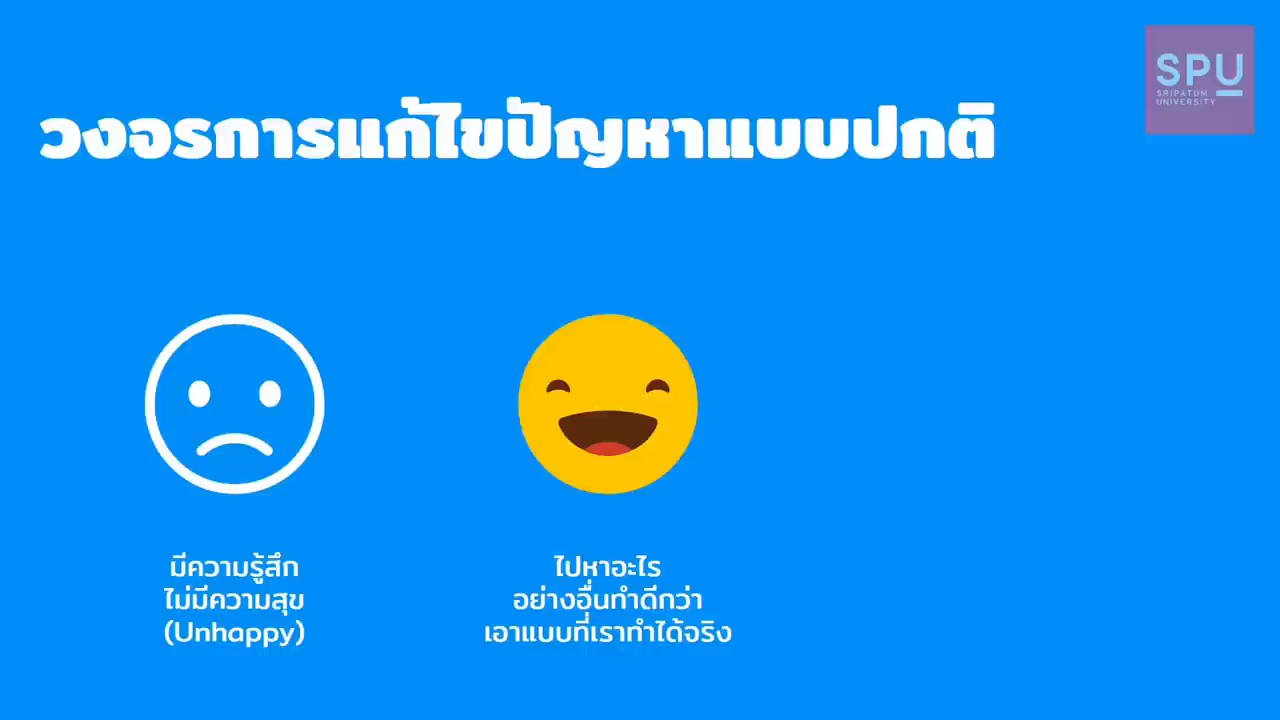 วงจรการแก้ไขปัญหาแบบปกติ
SPU
SRIPATUM
UNIVERSITY
มีความรู้สึก
ไม่มีความสุข
(Unhappy)
ไปหาอะไร
อย่างอื่นทำดีกว่า
เอาแบบที่เราทำได้จริง